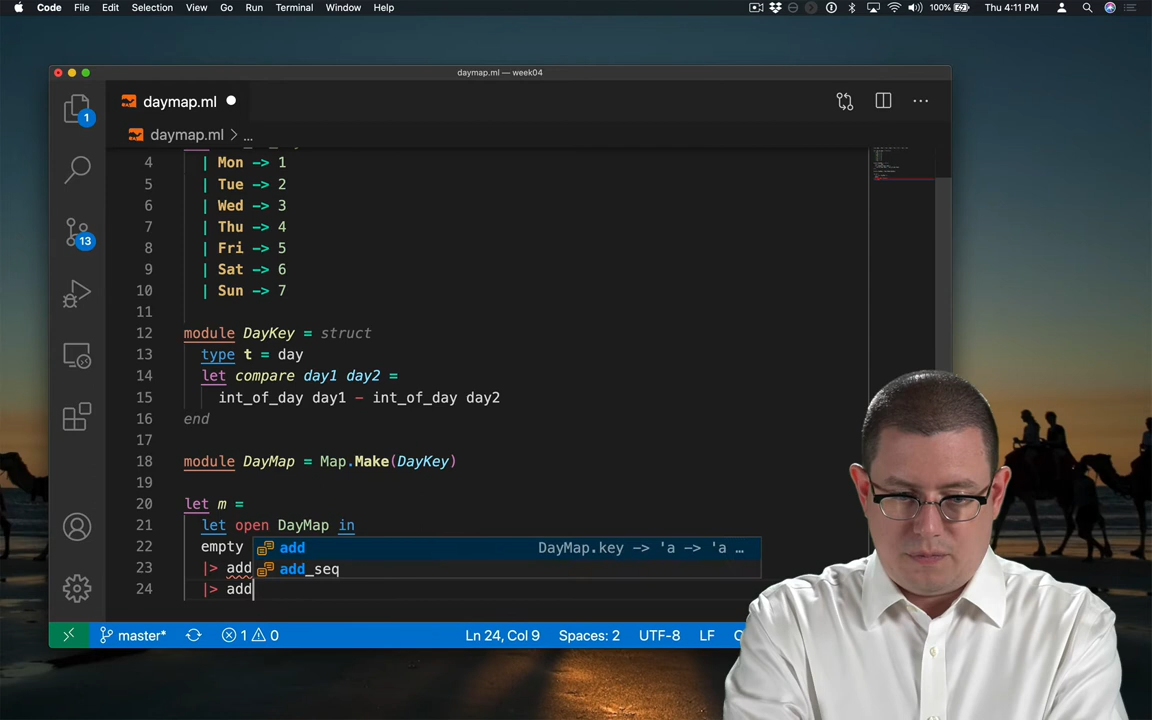 Code File Edit Selection View Go Run Terminal Window Help 100% Thu 4:11 PM
daymap.ml — week04
daymap.ml
daymap.ml > ...
1
13
4 | Mon -> 1
5 | Tue -> 2
6 | Wed -> 3
7 | Thu -> 4
8 | Fri -> 5
9 | Sat -> 6
10 | Sun -> 7
11
12 module DayKey = struct
13 type t = day
14 let compare day1 day2 =
15 int_of_day day1 - int_of_day day2
16 end
17
18 module DayMap = Map.Make(DayKey)
19
20 let m =
21 let open DayMap in
22 empty
add DayMap.key -> 'a -> 'a …
23 |> add
add_seq
24 |> add
master* 1 0 Ln 24, Col 9 Spaces: 2 UTF-8 LF